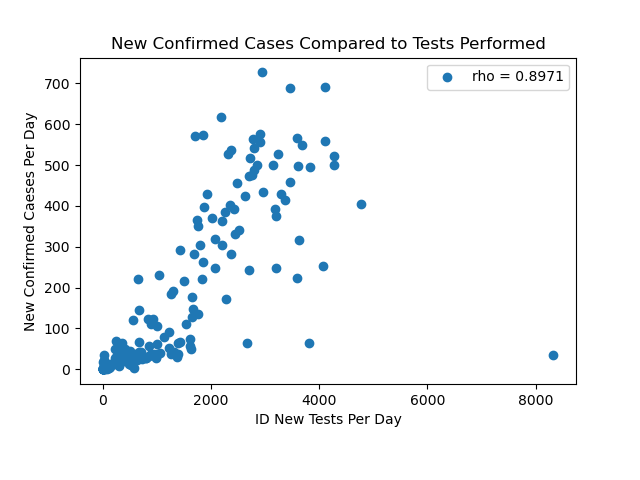 New Confirmed Cases Compared to Tests Performed
rho = 0.8971
New Confirmed Caeses Per Day
700
600
500
400
300
200
100
0
0 2000 4000 6000 8000
ID New Tests Per Day